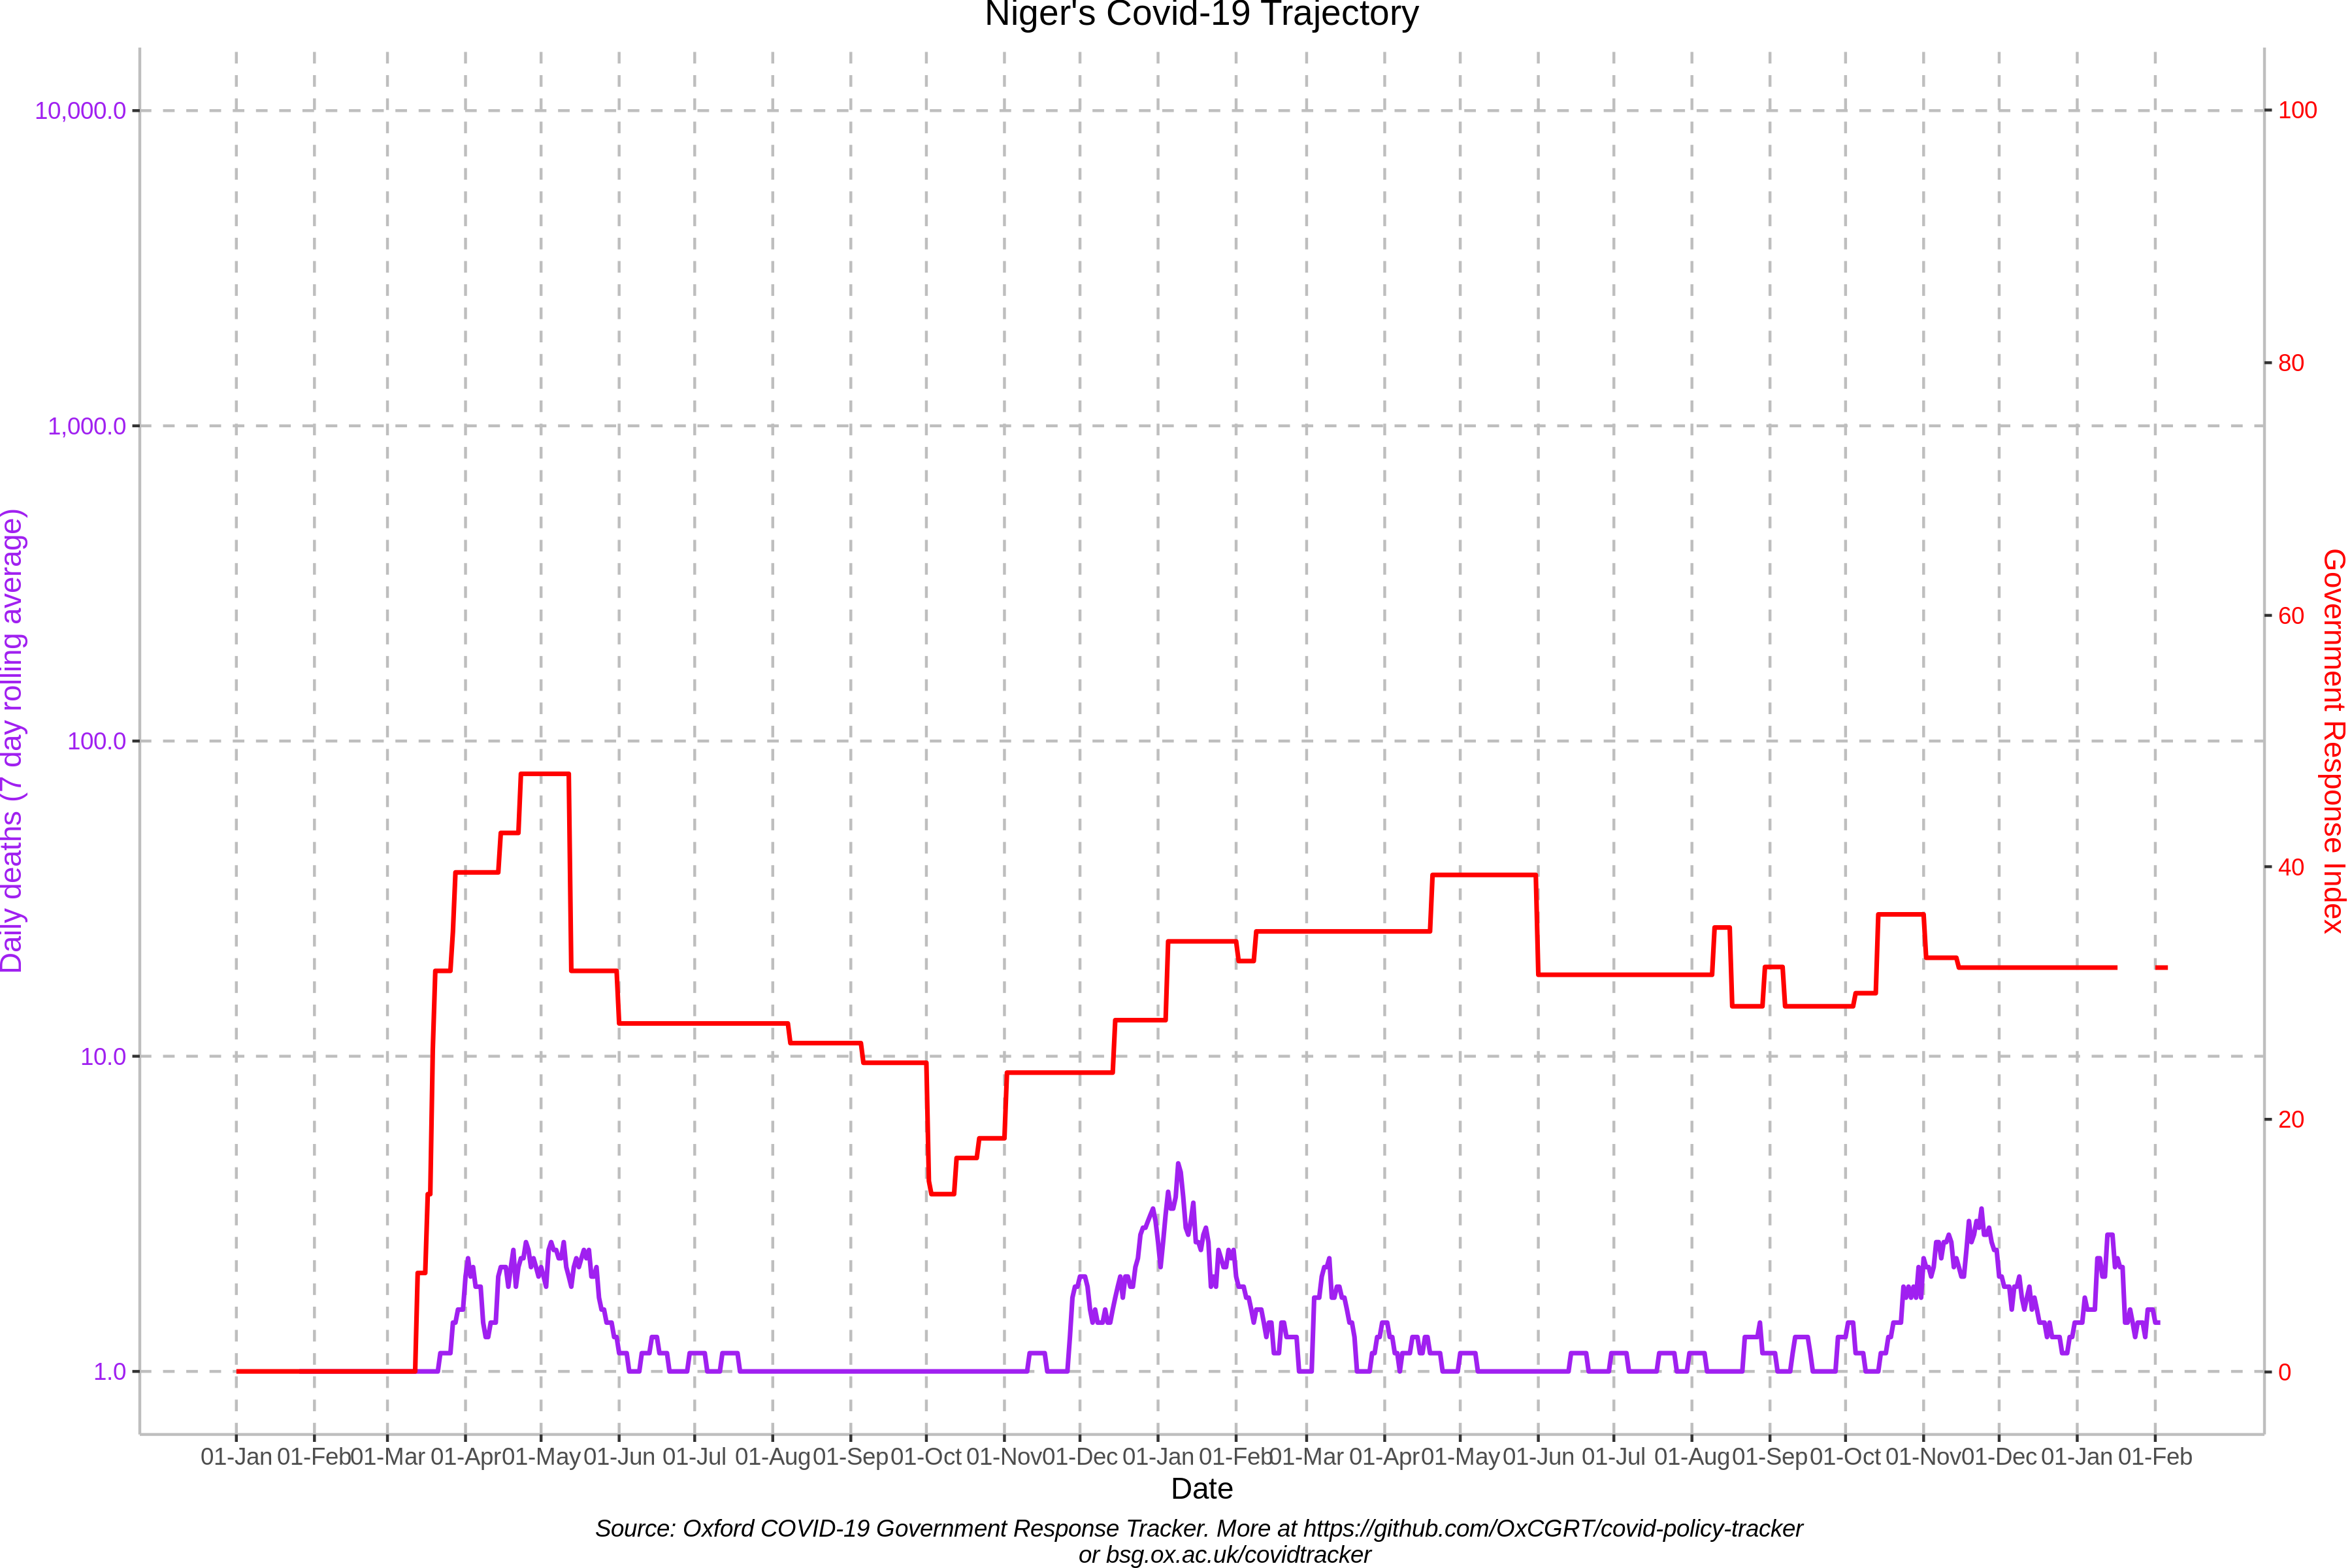 Niger's Covid-19 Trajectory
10,000.0
1,000.0
100.0
10.0
1.0
Daily deaths (7 day rolling average)
100
80
60
40
20
0
Government Response Index
01-Jan 01-Feb 01-Mar 01-Apr 01-May 01-Jun 01-Jul 01-Aug 01-Sep 01-Oct 01-Nov 01-Dec 01-Jan 01-Feb 01-Mar 01-Apr 01-May 01-Jun 01-Jul 01-Aug 01-Sep 01-Oct 01-Nov 01-Dec 01-Jan 01-Feb
Date
Source: Oxford COVID-19 Government Response Tracker. More at https://github.com/OxCGRT/covid-policy-tracker
or bsg.ox.ac.uk/covidtracker